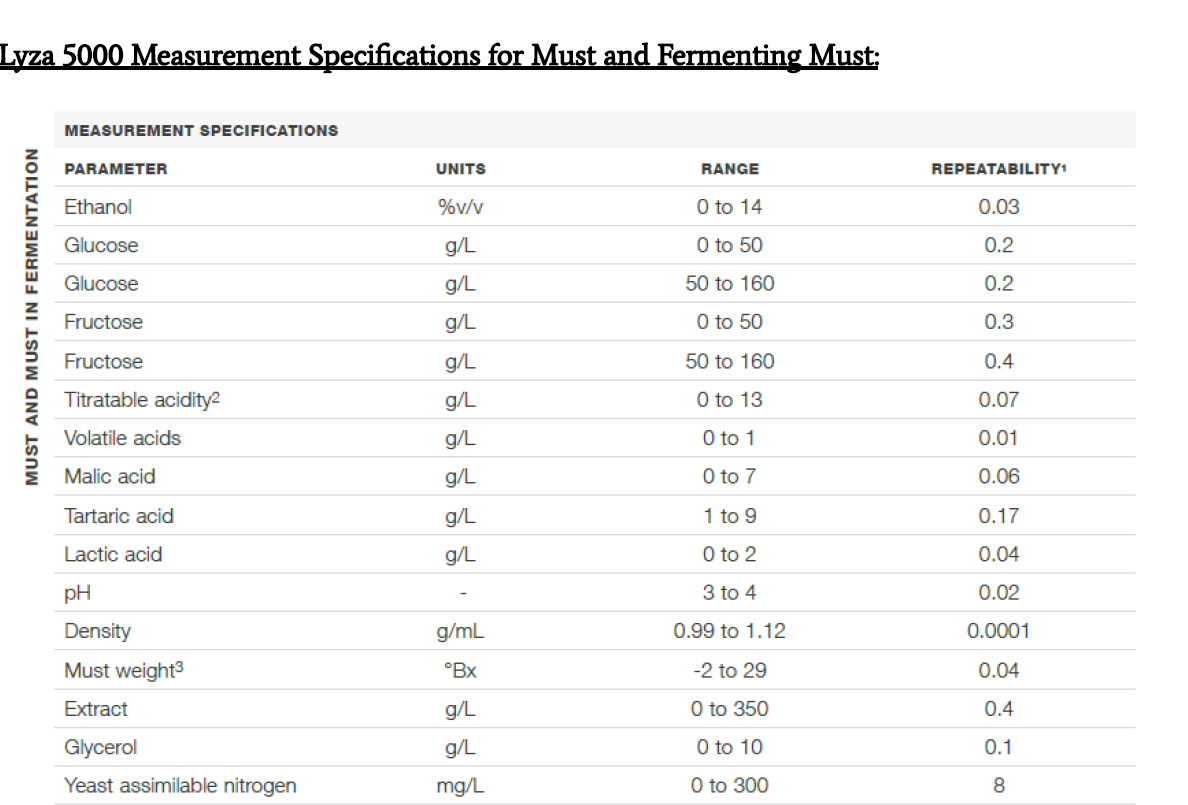 Lyza 5000 Measurement Specifications for Must and Fermenting Must:
MEASUREMENT SPECIFICATIONS
MUST AND MUST IN FERMENTATION
PARAMETER UNITS RANGE REPEATABILITY¹
Ethanol %v/v 0 to 14 0.03
Glucose g/L 0 to 50 0.2
Glucose g/L 50 to 160 0.2
Fructose g/L 0 to 50 0.3
Fructose g/L 50 to 160 0.4
Titratable acidity² g/L 0 to 13 0.07
Volatile acids g/L 0 to 1 0.01
Malic acid g/L 0 to 7 0.06
Tartaric acid g/L 1 to 9 0.17
Lactic acid g/L 0 to 2 0.04
pH - 3 to 4 0.02
Density g/mL 0.99 to 1.12 0.0001
Must weight³ °Bx -2 to 29 0.04
Extract g/L 0 to 350 0.4
Glycerol g/L 0 to 10 0.1
Yeast assimilable nitrogen mg/L 0 to 300 8